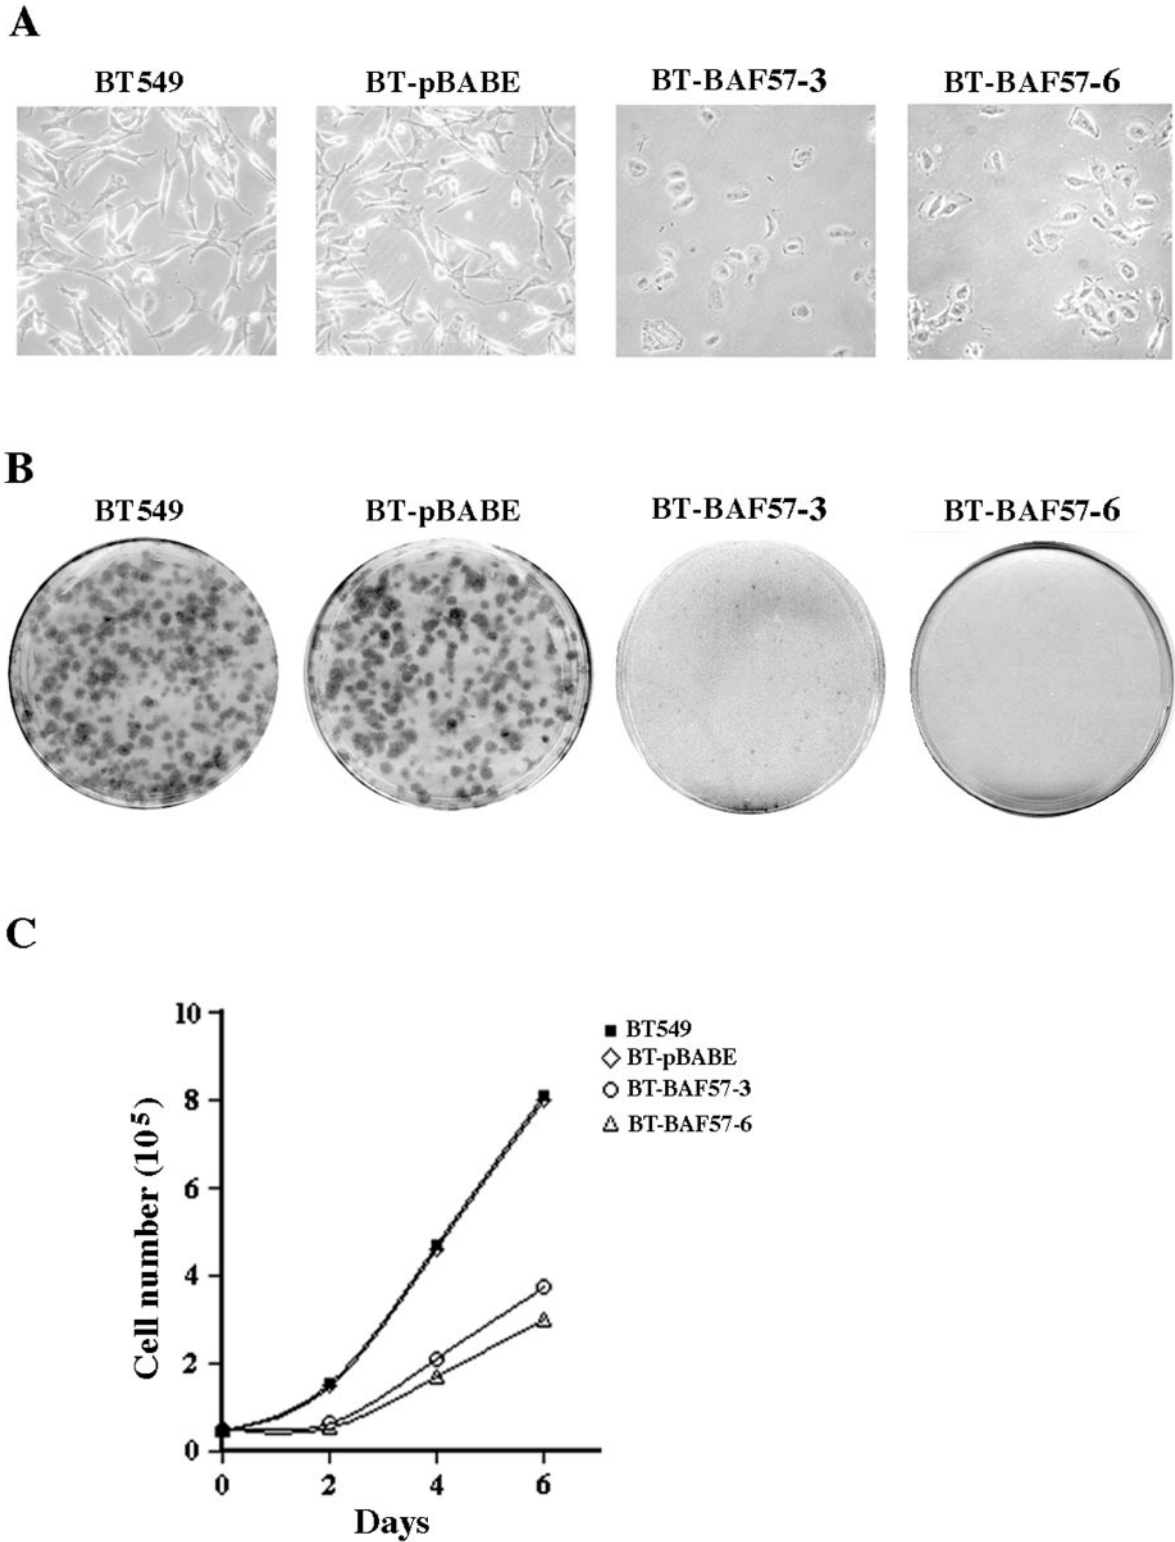 A
BT549 BT-pBABE BT-BAF57-3 BT-BAF57-6
B
BT549 BT-pBABE BT-BAF57-3 BT-BAF57-6
C
10
8
6
4
2
0
Cell number (10⁵)
0 2 4 6
Days
BT549
BT-pBABE
BT-BAF57-3
BT-BAF57-6